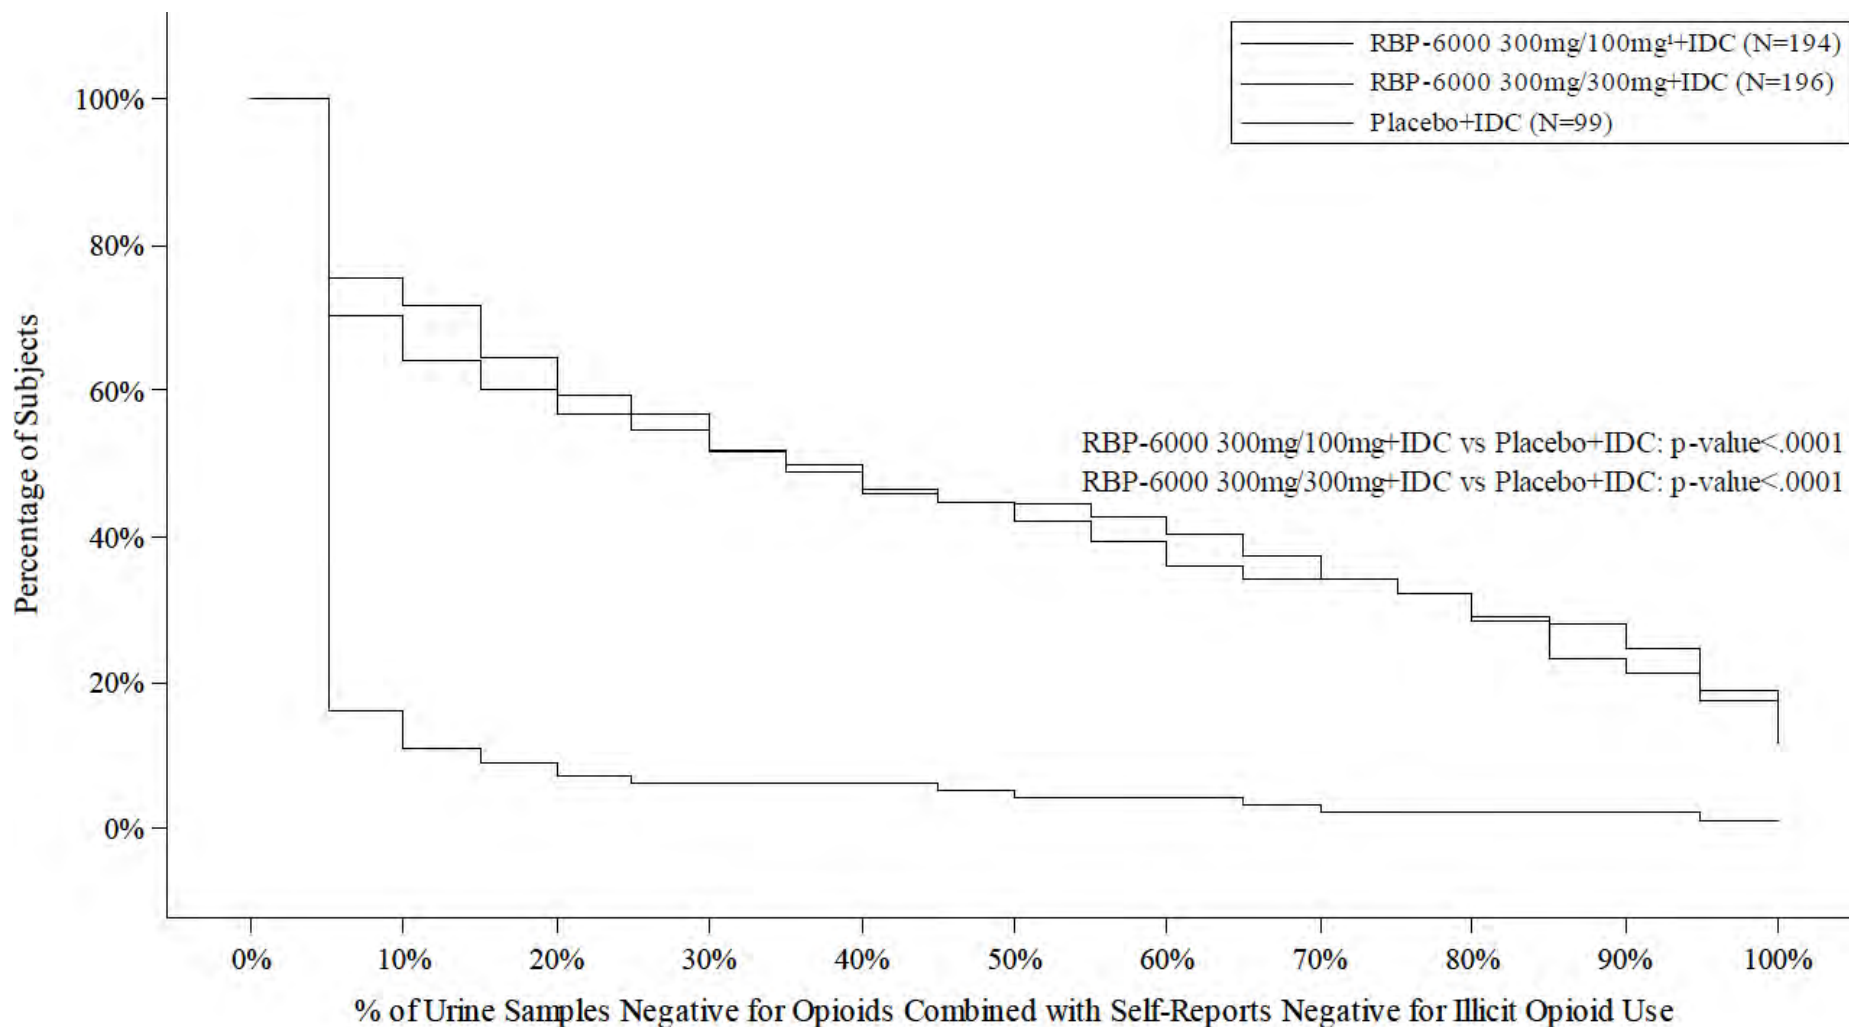 RBP-6000 300mg/100mg¹+IDC (N=194)
RBP-6000 300mg/300mg+IDC (N=196)
Placebo+IDC (N=99)
100%
80%
60%
40%
20%
0%
Percentage of Subjects
RBP-6000 300mg/100mg+IDC vs Placebo+IDC: p-value<.0001
RBP-6000 300mg/300mg+IDC vs Placebo+IDC: p-value<.0001
0% 10% 20% 30% 40% 50% 60% 70% 80% 90% 100%
% of Urine Samples Negative for Opioids Combined with Self-Reports Negative for Illicit Opioid Use